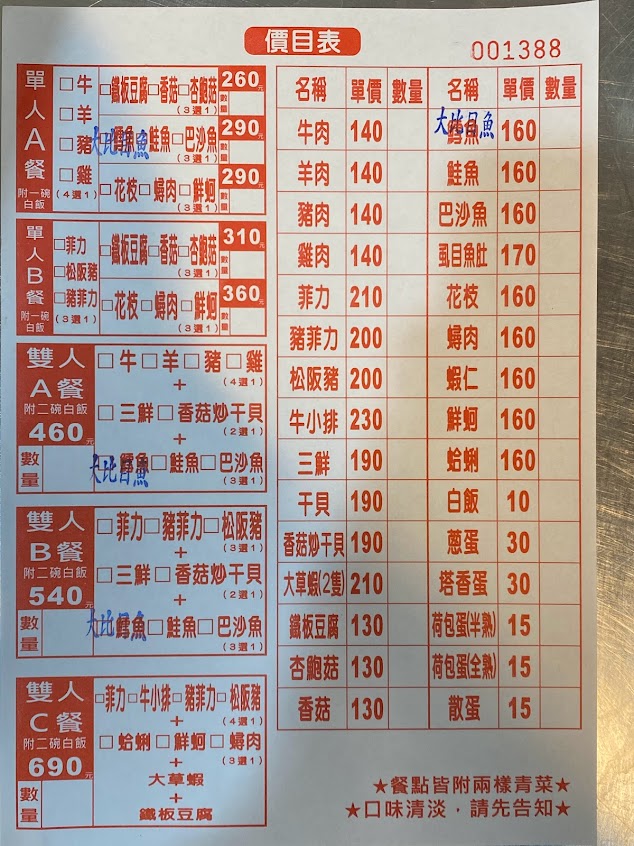 價目表
001388
單人A餐
附一碗白飯
□牛
□羊
□豬
□雞
(4選1)
□鐵板豆腐□香菇□杏鮑菇
(3選1)
260元
數量
大比目魚
□鱈魚□鮭魚□巴沙魚
(3選1)
290元
數量
□花枝□蟳肉□鮮蚵
(3選1)
290元
數量
單人B餐
附一碗白飯
□菲力
□松阪豬
□豬菲力
(3選1)
□鐵板豆腐□香菇□杏鮑菇
(3選1)
310元
數量
□花枝□蟳肉□鮮蚵
(3選1)
360元
數量
雙人
A餐
附二碗白飯
460元
數量
□牛□羊□豬□雞
+ (4選1)
□三鮮□香菇炒干貝
+ (2選1)
大比目魚
□鱈魚□鮭魚□巴沙魚
(3選1)
雙人
B餐
附二碗白飯
540元
數量
□菲力□豬菲力□松阪豬
+ (3選1)
□三鮮□香菇炒干貝
+ (2選1)
大比目魚
□鱈魚□鮭魚□巴沙魚
(3選1)
雙人
C餐
附二碗白飯
690元
數量
□菲力□牛小排□豬菲力□松阪豬
+ (4選1)
□蛤蜊□鮮蚵□蟳肉
+ (3選1)
大草蝦
+
鐵板豆腐
名稱 單價 數量 名稱 單價 數量
大比目魚
牛肉 140 鱈魚 160
羊肉 140 鮭魚 160
豬肉 140 巴沙魚 160
雞肉 140 虱目魚肚 170
菲力 210 花枝 160
豬菲力 200 蟳肉 160
松阪豬 200 蝦仁 160
牛小排 230 鮮蚵 160
三鮮 190 蛤蜊 160
干貝 190 白飯 10
香菇炒干貝 190 蔥蛋 30
大草蝦(2隻) 210 塔香蛋 30
鐵板豆腐 130 荷包蛋(半熟) 15
杏鮑菇 130 荷包蛋(全熟) 15
香菇 130 散蛋 15
★餐點皆附兩樣青菜★
★口味清淡，請先告知★